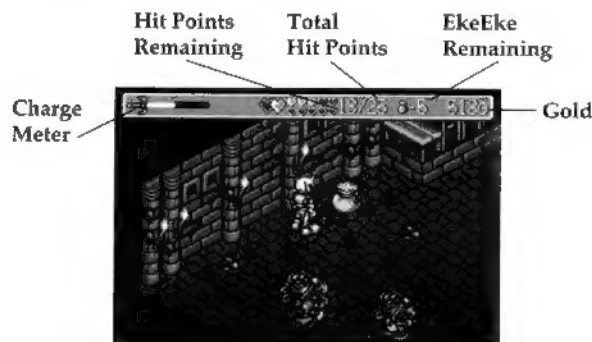 Hit Points
Remaining
Total
Hit Points
EkeEke
Remaining
Charge
Meter
Gold